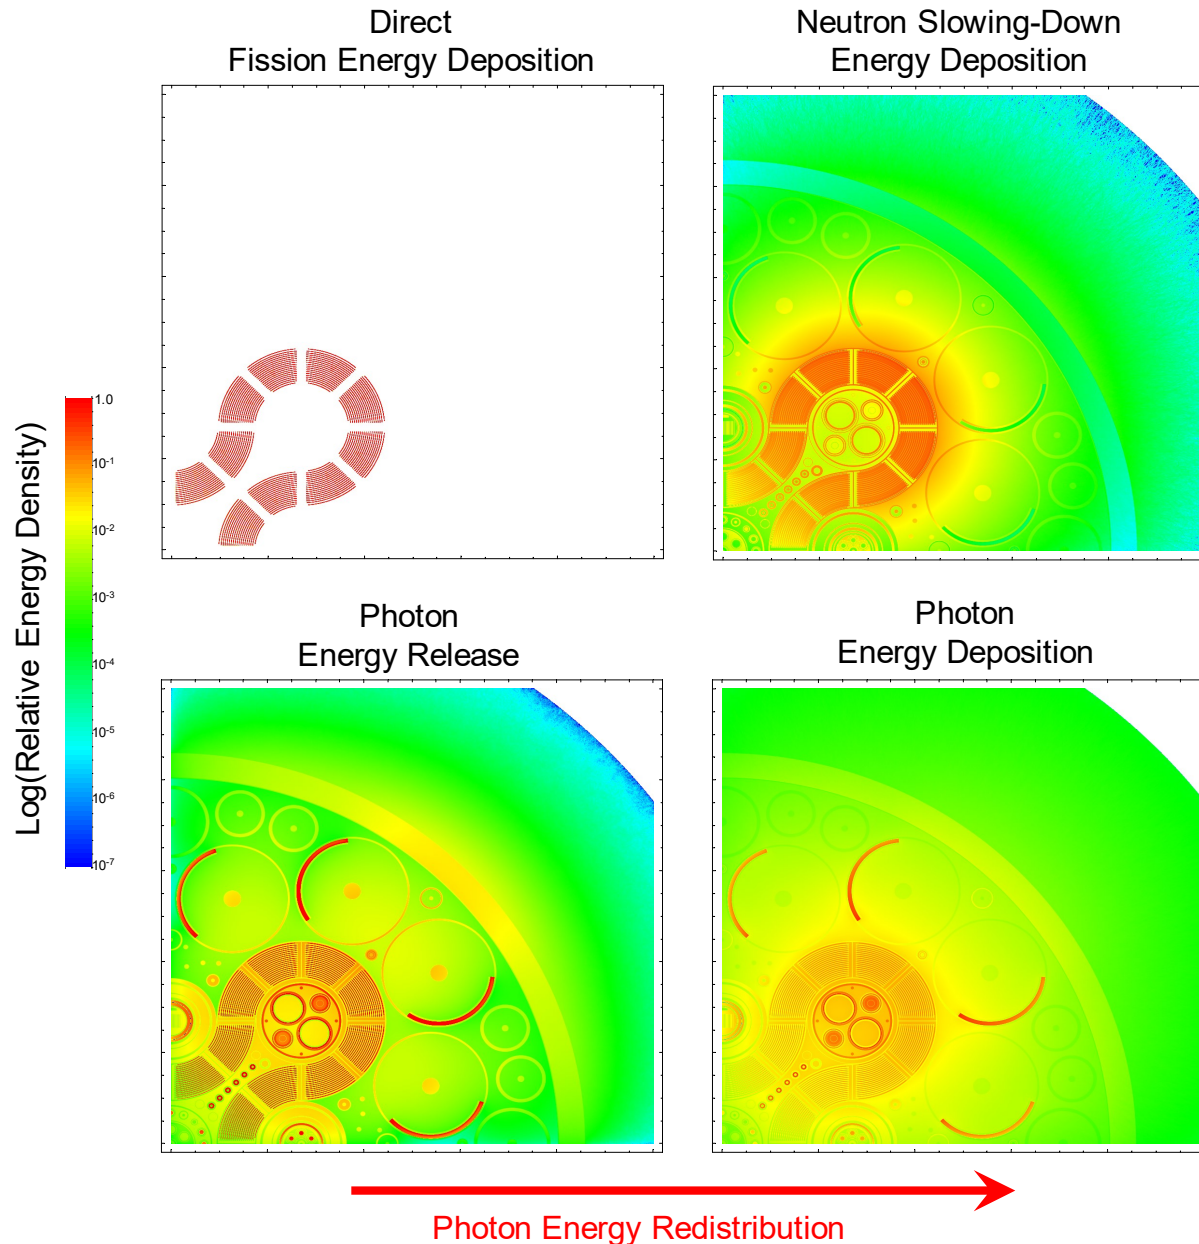 Direct
Fission Energy Deposition
Neutron Slowing-Down
Energy Deposition
Log(Relative Energy Density)
1.0
10-1
10-2
10-3
10-4
10-5
10-6
10-7
Photon
Energy Release
Photon
Energy Deposition
Photon Energy Redistribution